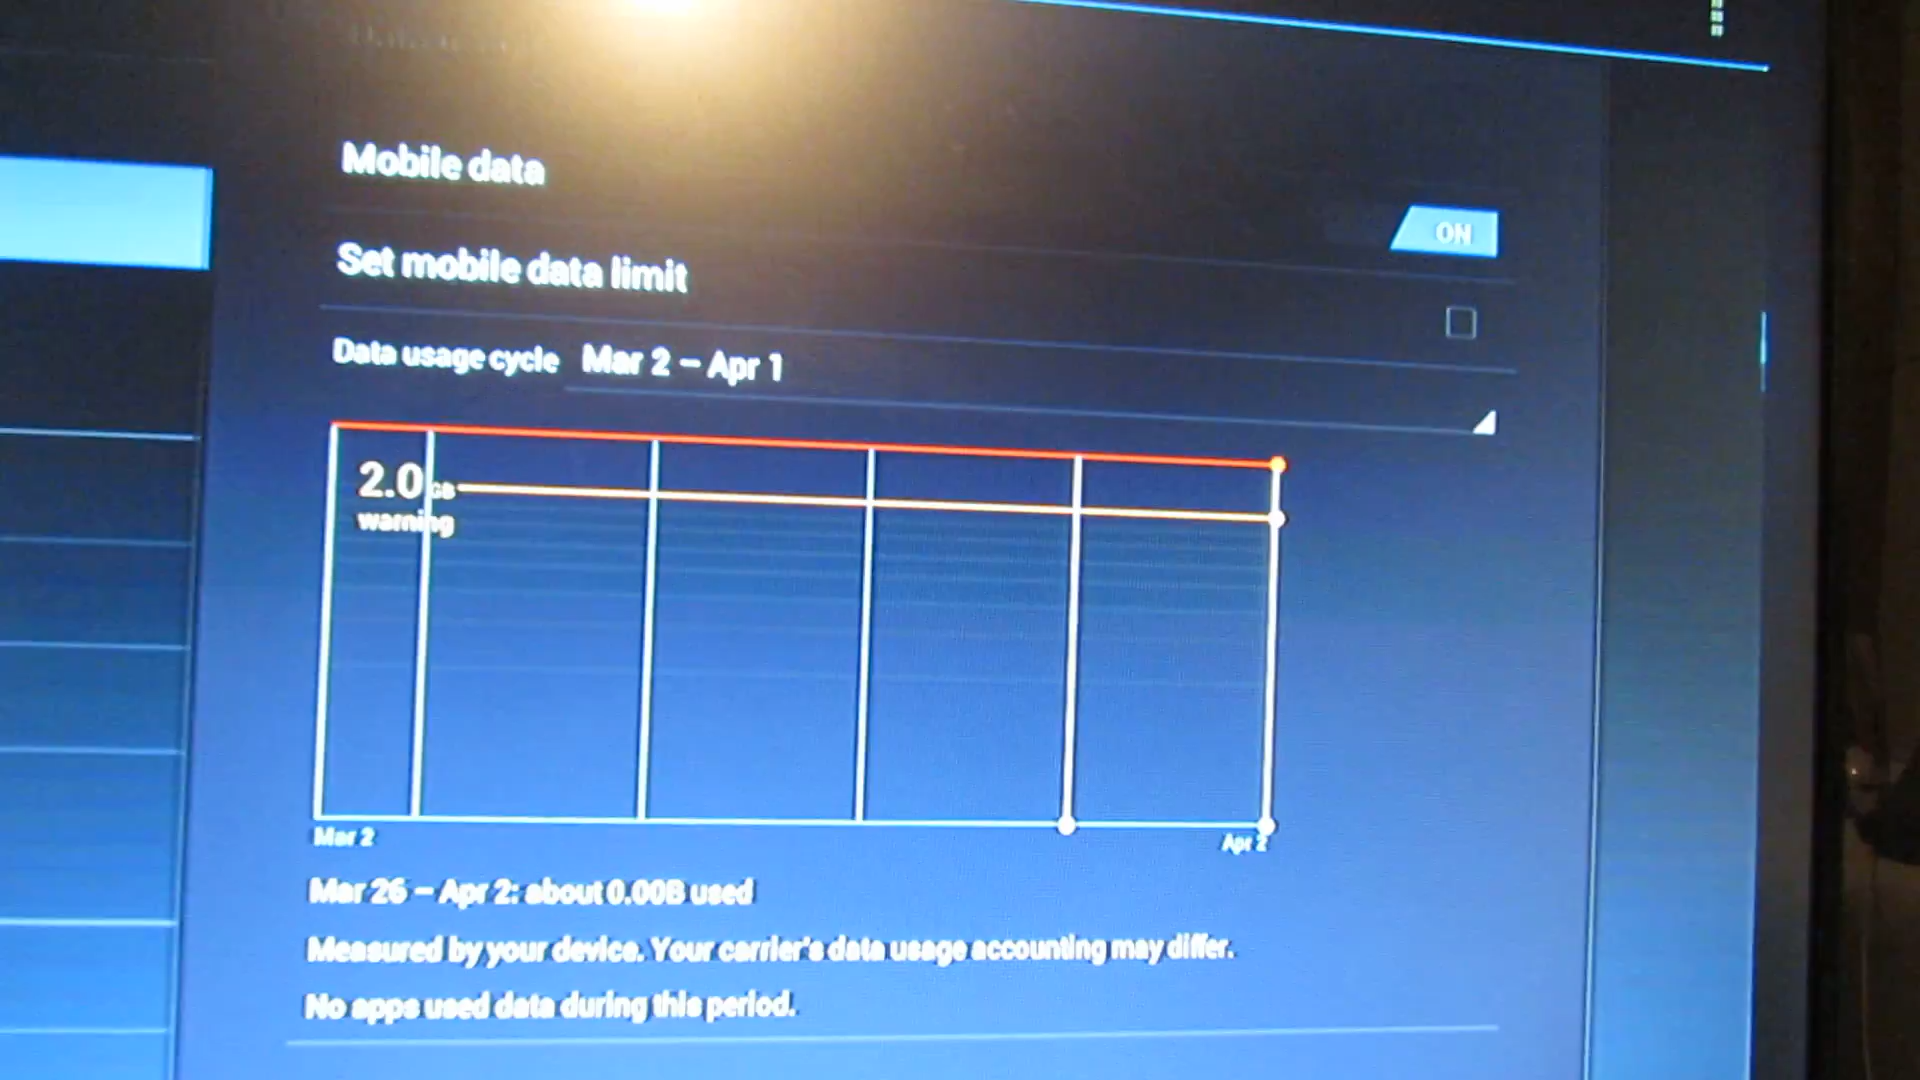 Mobile data
ON
Set mobile data limit
Data usage cycle Mar 2 – Apr 1
2.0 GB
warning
Mar 2
Apr 2
Mar 26 – Apr 2: about 0.00B used
Measured by your device. Your carrier's data usage accounting may differ.
No apps used data during this period.